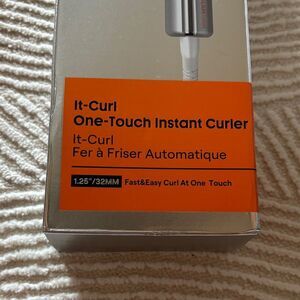 It-Curl
One-Touch Instant Curler
It-Curl
Fer à Friser Automatique
1.25"/32MM Fast&Easy Curl At One Touch